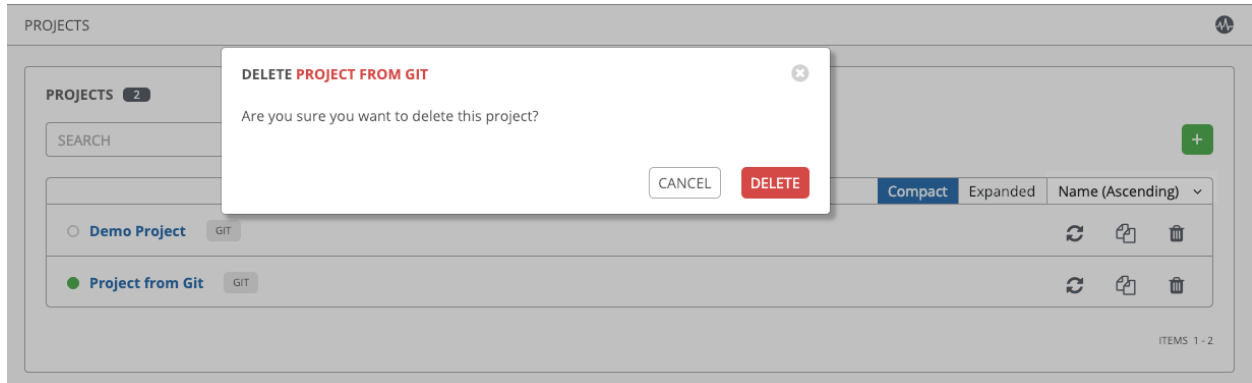 PROJECTS
DELETE PROJECT FROM GIT
Are you sure you want to delete this project?
CANCEL DELETE
PROJECTS 2
SEARCH
+
Compact Expanded Name (Ascending)
Demo Project GIT
Project from Git GIT
ITEMS 1 - 2